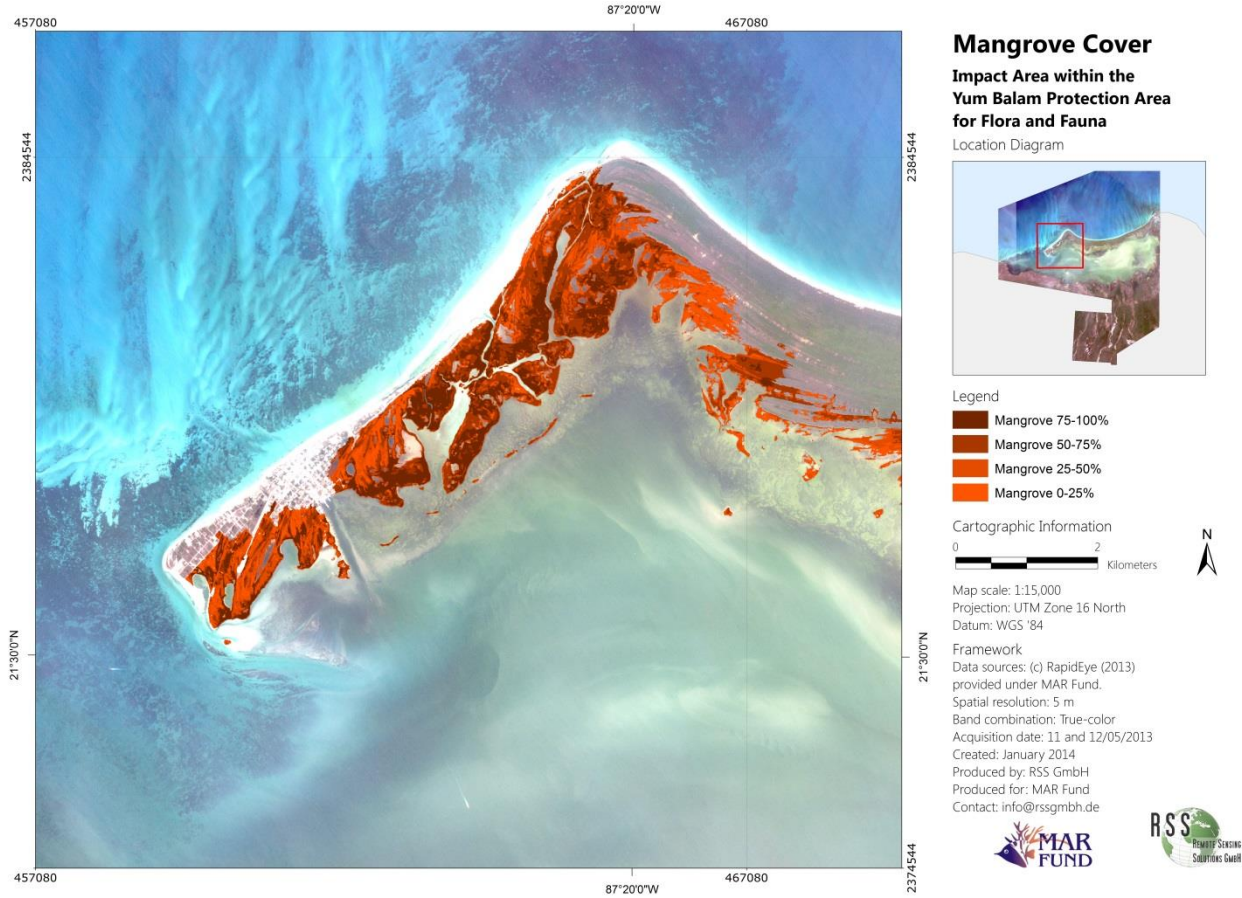 87°20'0"W
457080
467080
2384544
2384544
21°30'0"N
21°30'0"N
457080
87°20'0"W
467080
2374544
Mangrove Cover
Impact Area within the
Yum Balam Protection Area
for Flora and Fauna
Location Diagram
Legend
Mangrove 75-100%
Mangrove 50-75%
Mangrove 25-50%
Mangrove 0-25%
Cartographic Information
0 2
Kilometers
N
Map scale: 1:15,000
Projection: UTM Zone 16 North
Datum: WGS '84
Framework
Data sources: (c) RapidEye (2013)
provided under MAR Fund.
Spatial resolution: 5 m
Band combination: True-color
Acquisition date: 11 and 12/05/2013
Created: January 2014
Produced by: RSS GmbH
Produced for: MAR Fund
Contact: info@rssgmbh.de
MAR
FUND
RSS
REMOTE SENSING
SOLUTIONS GMBH